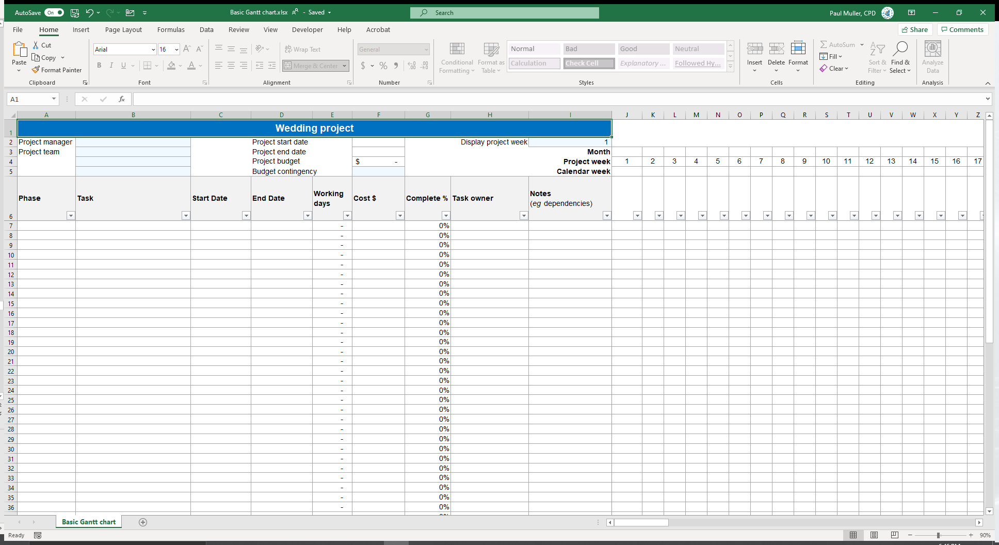 AutoSave On Basic Gantt chart.xlsx - Saved Search Paul Muller, CPD
File Home Insert Page Layout Formulas Data Review View Developer Help Acrobat Share Comments
Paste Cut Copy Format Painter
Clipboard
Arial 16
B I U A
Font
Wrap Text
Merge & Center
Alignment
General
$ % 9
Number
Conditional Formatting Format as Table
Normal Bad Good Neutral
Calculation Check Cell Explanatory ... Followed Hy...
Styles
Insert Delete Format
Cells
AutoSum Fill Clear
Sort & Filter Find & Select
Editing
Analyze Data
Analysis
A1 fx
A B C D E F G H I J K L M N O P Q R S T U V W X Y Z
1 Wedding project
2 Project manager Project start date Display project week 1
3 Project team Project end date Month
4 Project budget $ - Project week 1 2 3 4 5 6 7 8 9 10 11 12 13 14 15 16 17
5 Budget contingency Calendar week
6 Phase Task Start Date End Date Working days Cost $ Complete % Task owner Notes (eg dependencies)
7 - 0%
8 - 0%
9 - 0%
10 - 0%
11 - 0%
12 - 0%
13 - 0%
14 - 0%
15 - 0%
16 - 0%
17 - 0%
18 - 0%
19 - 0%
20 - 0%
21 - 0%
22 - 0%
23 - 0%
24 - 0%
25 - 0%
26 - 0%
27 - 0%
28 - 0%
29 - 0%
30 - 0%
31 - 0%
32 - 0%
33 - 0%
34 - 0%
35 - 0%
36 - 0%
Basic Gantt chart
Ready 90%